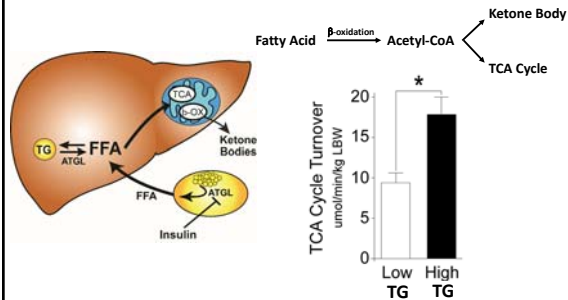 Fatty Acid
β-oxidation
Acetyl-CoA
Ketone Body
TCA Cycle
TCA
b-OX
TG
ATGL
FFA
Ketone
Bodies
FFA
ATGL
Insulin
TCA Cycle Turnover
umol/min/kg LBW
*
20
15
10
5
0
Low High
TG TG